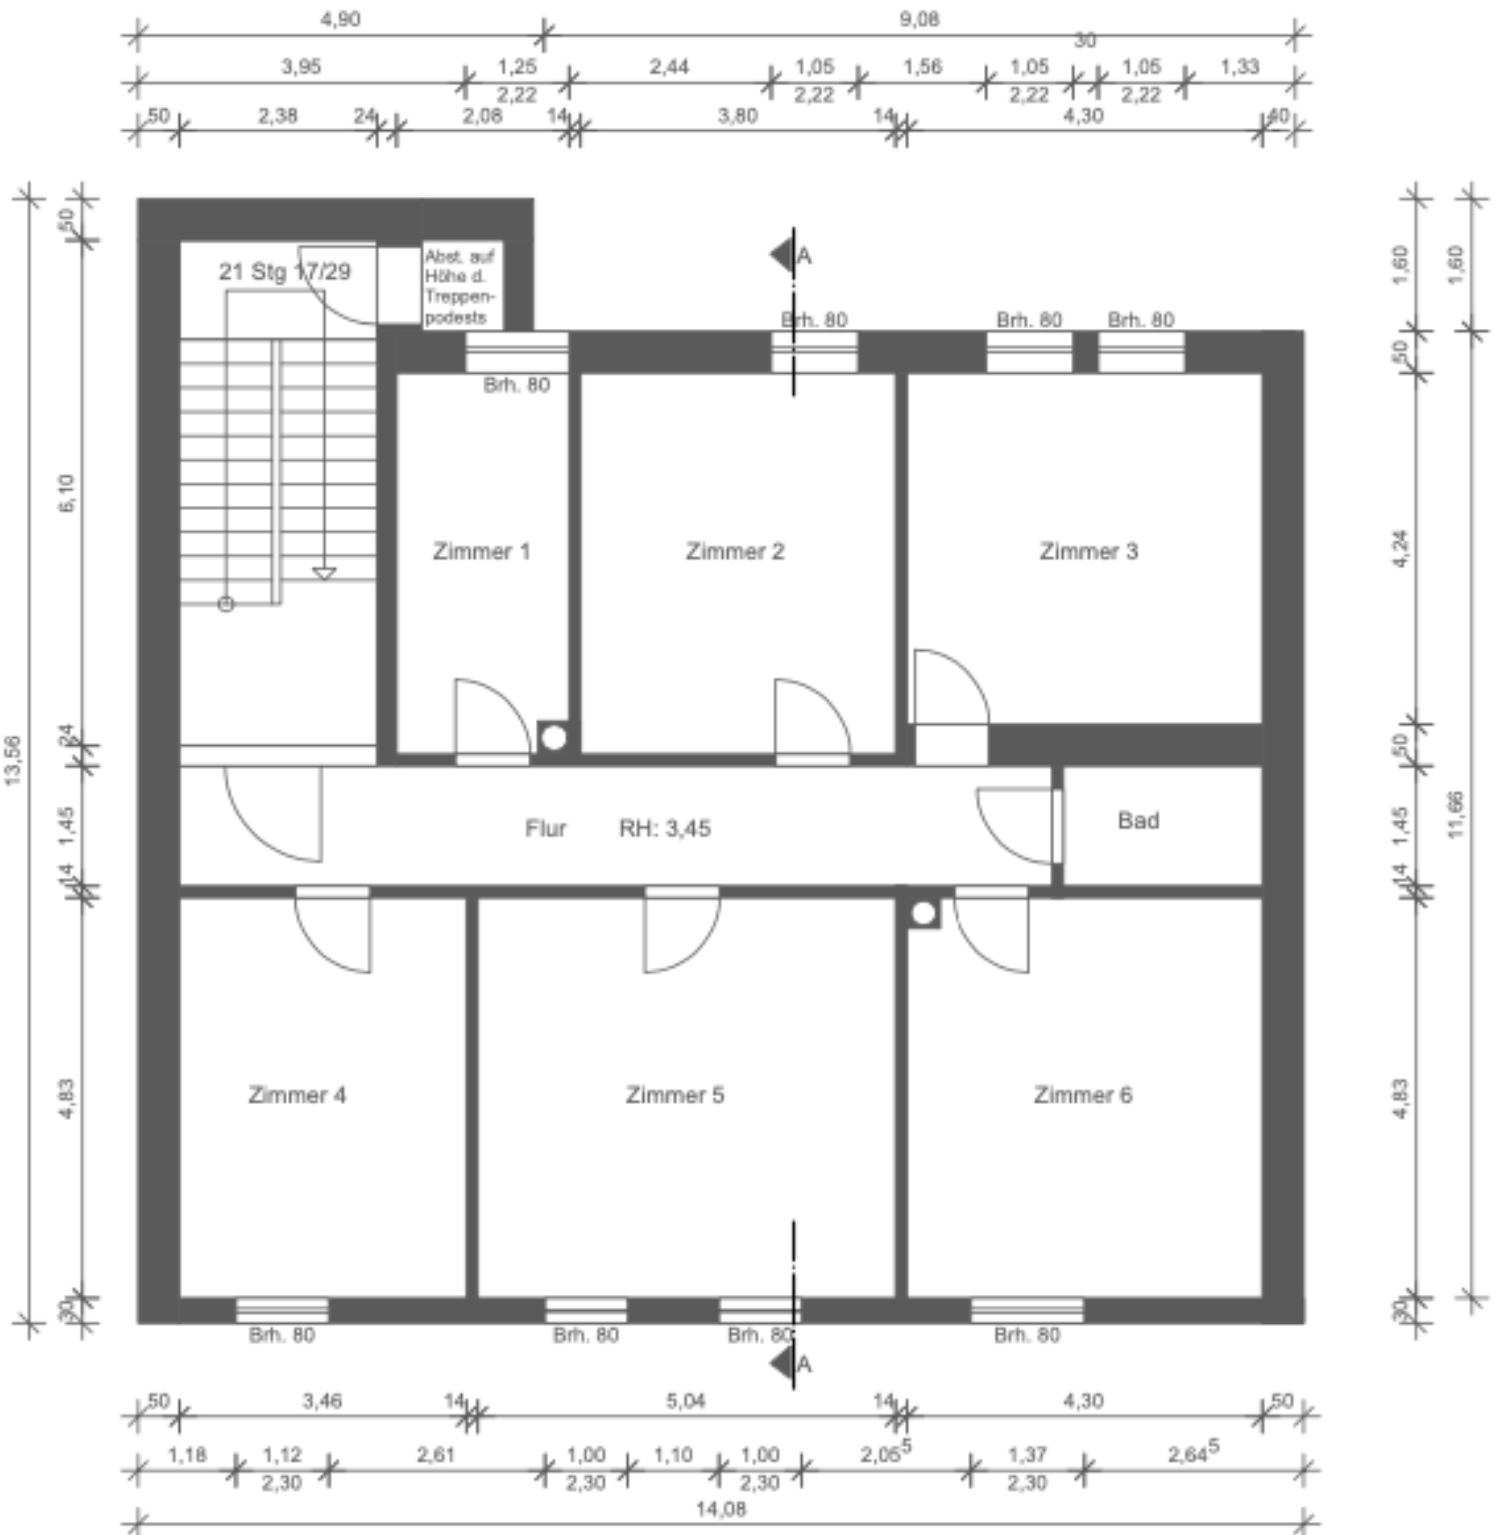 4,90 9,08
30
3,95 1,25 2,44 1,05 1,56 1,05 1,05 1,33
2,22 2,22 2,22 2,22
50 2,38 24 2,08 14 3,80 14 4,30 40
50
1,60
1,60
21 Stg 17/29
Abst. auf
Höhe d.
Treppen-
podests
A
Brh. 80
Brh. 80
Brh. 80
Brh. 80
50
6,10
4,24
Zimmer 1
Zimmer 2
Zimmer 3
24
50
13,56
1,45
Flur
RH: 3,45
Bad
1,45
11,66
14
14
4,83
Zimmer 4
Zimmer 5
Zimmer 6
4,83
30
30
Brh. 80
Brh. 80
Brh. 80
Brh. 80
A
50 3,46 14 5,04 14 4,30 50
1,18 1,12 2,61 1,00 1,10 1,00 2,05⁵ 1,37 2,64⁵
2,30 2,30 2,30 2,30
14,08